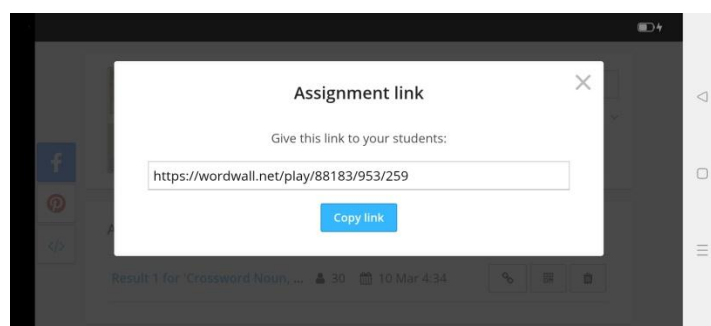 Assignment link
Give this link to your students:
https://wordwall.net/play/88183/953/259
Copy link
A
Result 1 for 'Crossword Noun, ... 30 10 Mar 4:34